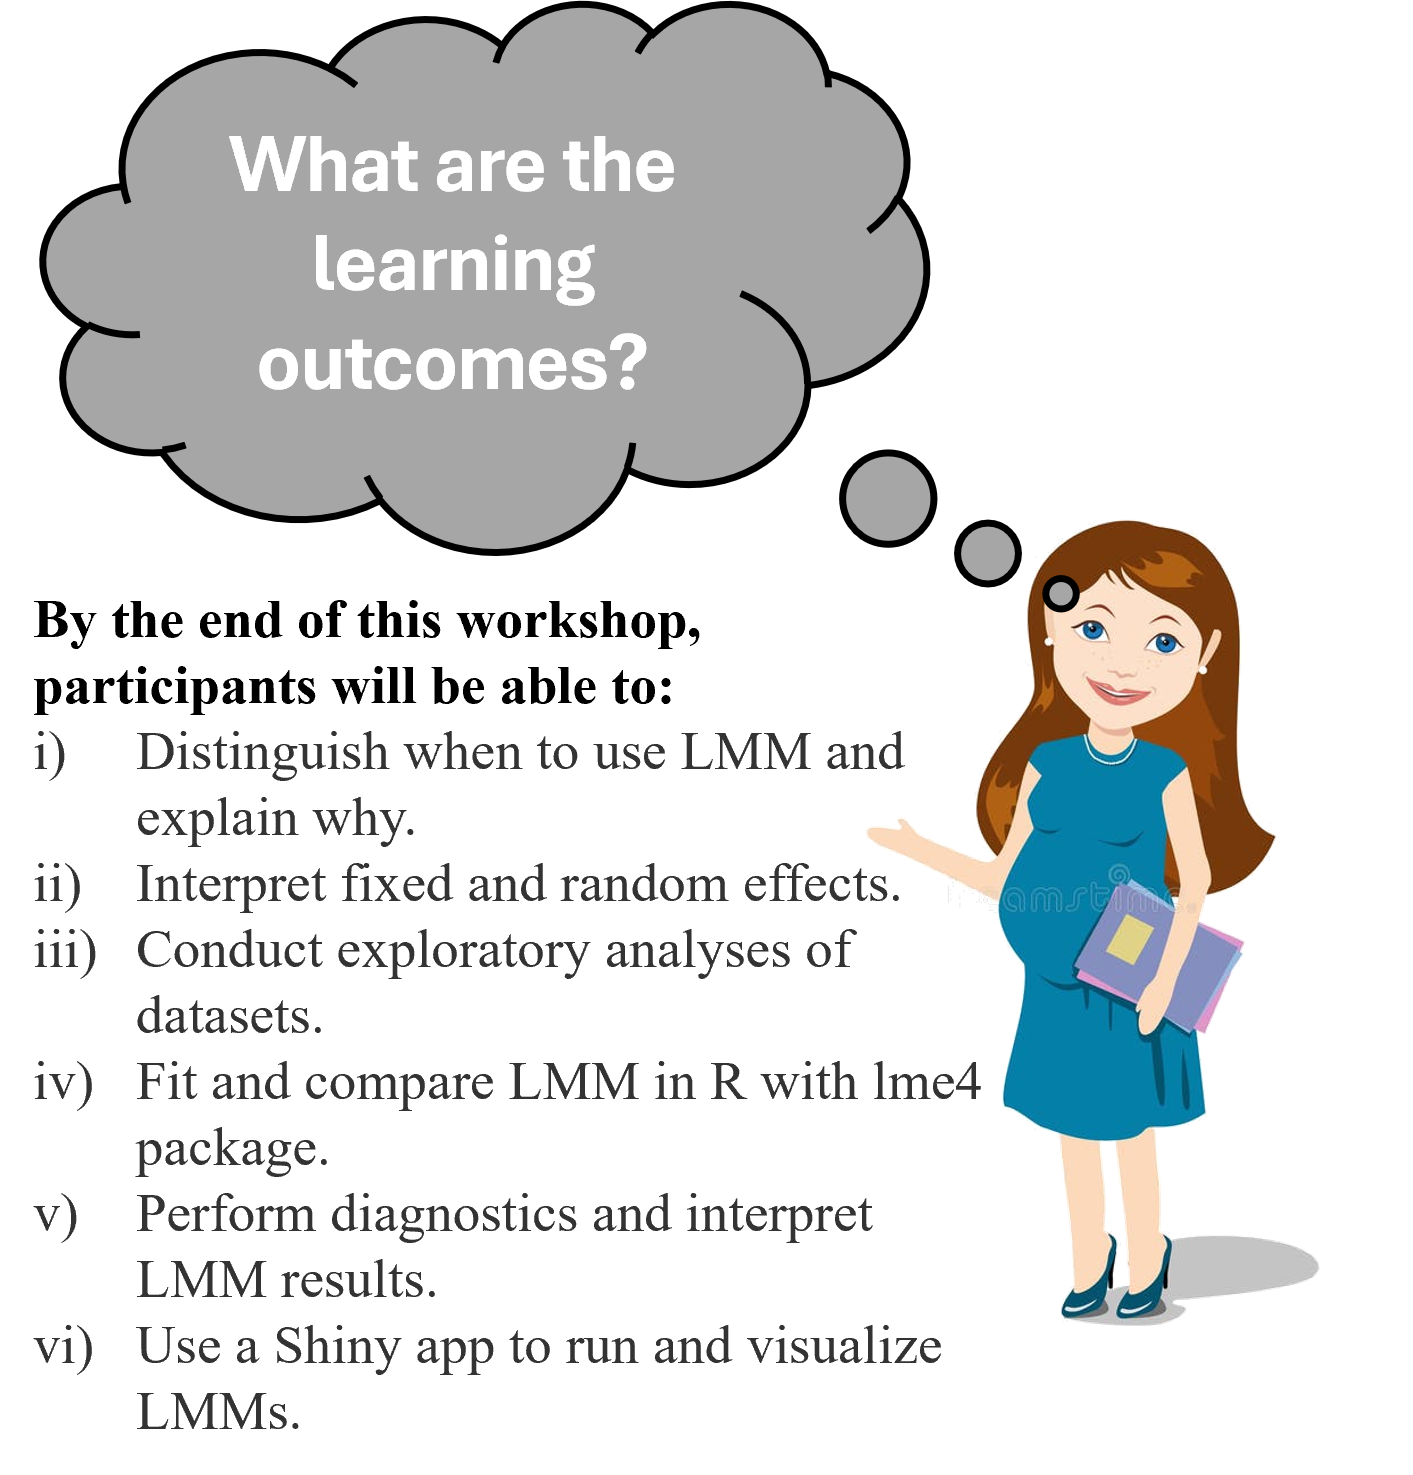 What are the
learning
outcomes?
By the end of this workshop,
participants will be able to:
i) Distinguish when to use LMM and
explain why.
ii) Interpret fixed and random effects.
iii) Conduct exploratory analyses of
datasets.
iv) Fit and compare LMM in R with lme4
package.
v) Perform diagnostics and interpret
LMM results.
vi) Use a Shiny app to run and visualize
LMMs.